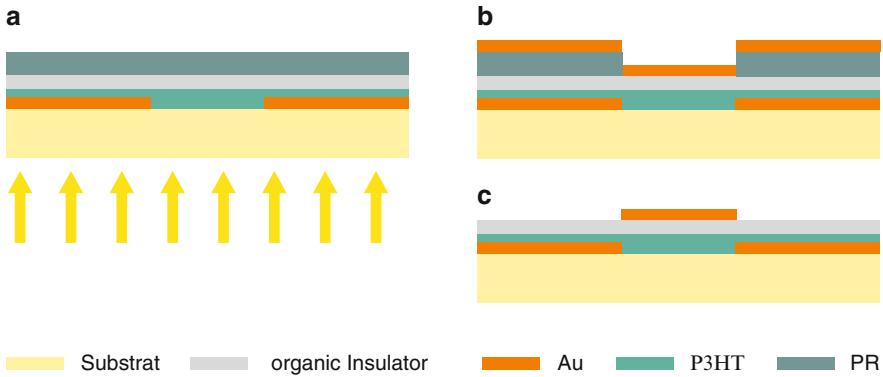 a
b
c
Substrat
organic Insulator
Au
P3HT
PR